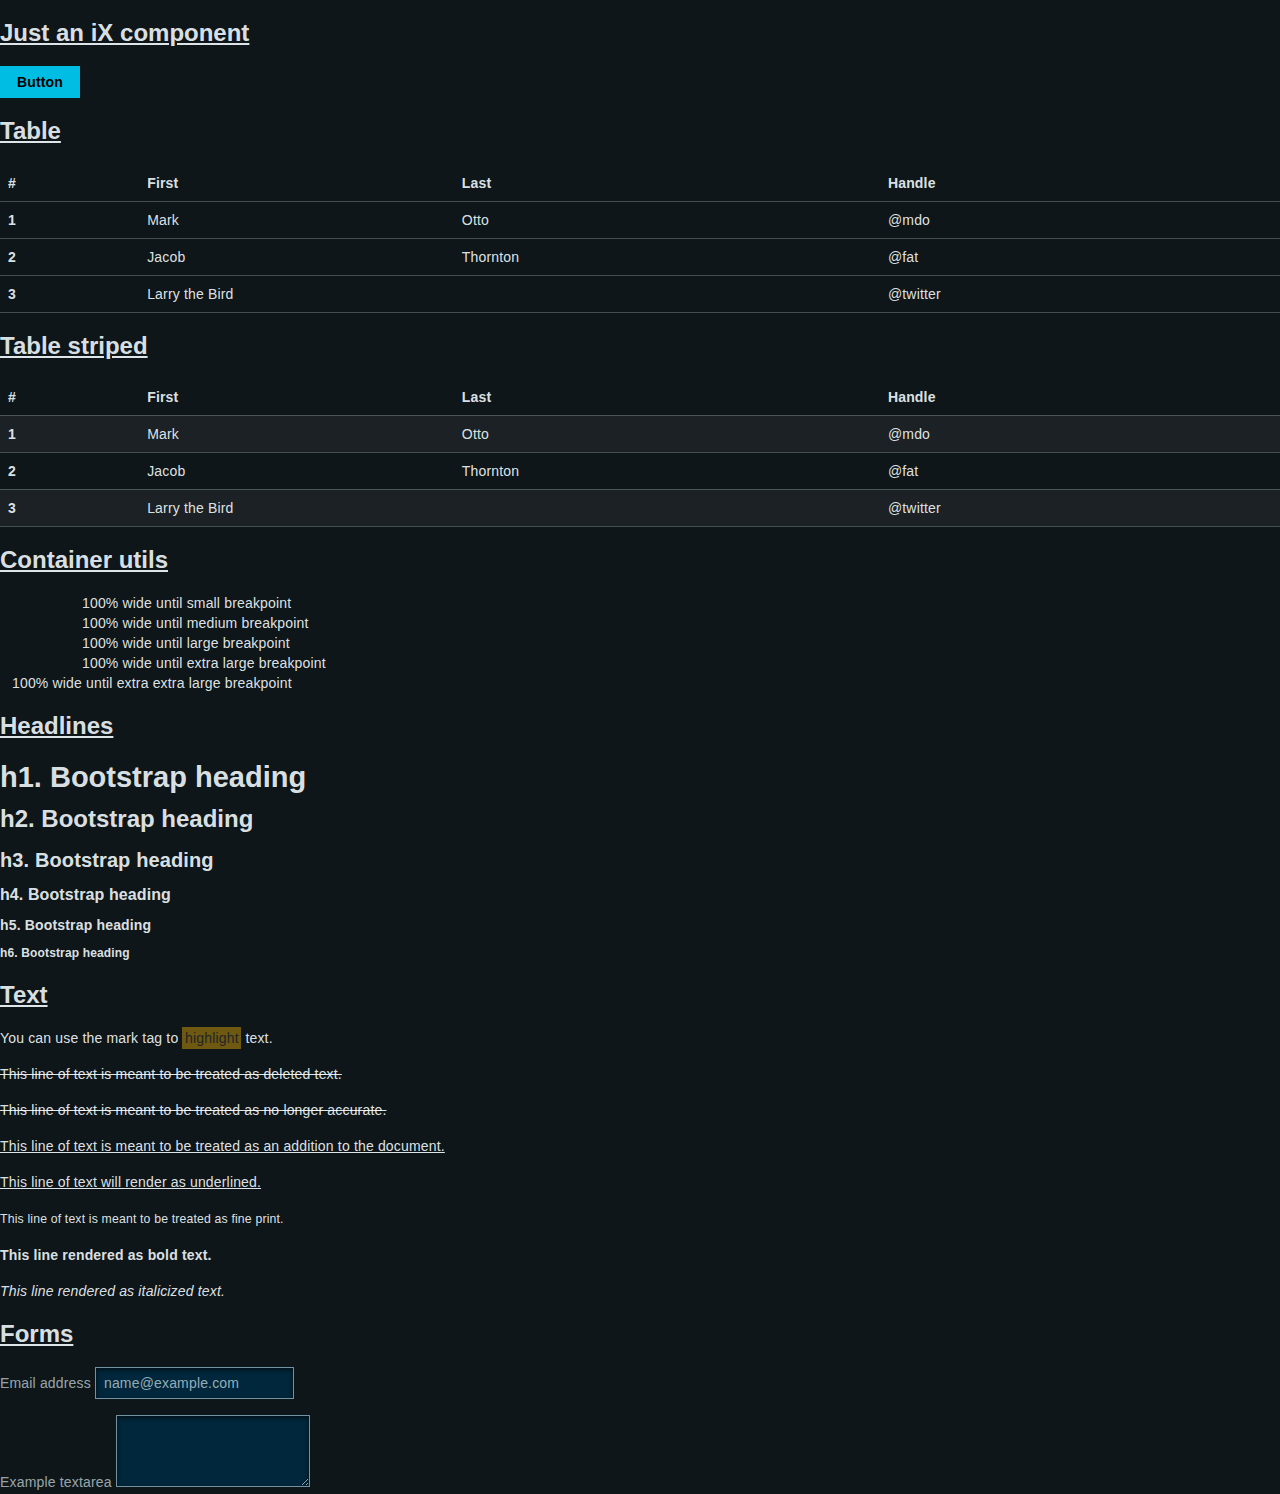 Just an iX component
Button
Table
# First Last Handle
1 Mark Otto @mdo
2 Jacob Thornton @fat
3 Larry the Bird @twitter
Table striped
# First Last Handle
1 Mark Otto @mdo
2 Jacob Thornton @fat
3 Larry the Bird @twitter
Container utils
100% wide until small breakpoint
100% wide until medium breakpoint
100% wide until large breakpoint
100% wide until extra large breakpoint
100% wide until extra extra large breakpoint
Headlines
h1. Bootstrap heading
h2. Bootstrap heading
h3. Bootstrap heading
h4. Bootstrap heading
h5. Bootstrap heading
h6. Bootstrap heading
Text
You can use the mark tag to highlight text.
This line of text is meant to be treated as deleted text.
This line of text is meant to be treated as no longer accurate.
This line of text is meant to be treated as an addition to the document.
This line of text will render as underlined.
This line of text is meant to be treated as fine print.
This line rendered as bold text.
This line rendered as italicized text.
Forms
Email address name@example.com
Example textarea